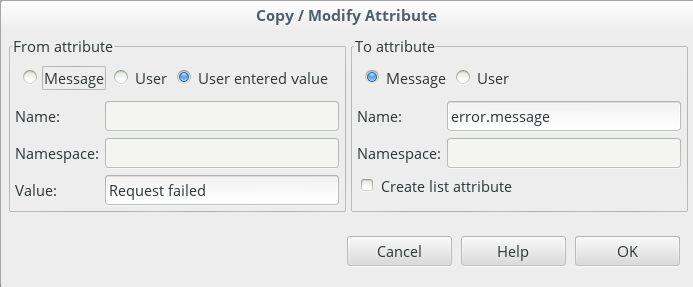 Copy / Modify Attribute
From attribute
Message User User entered value
Name:
Namespace:
Value: Request failed
To attribute
Message User
Name: error.message
Namespace:
Create list attribute
Cancel Help OK